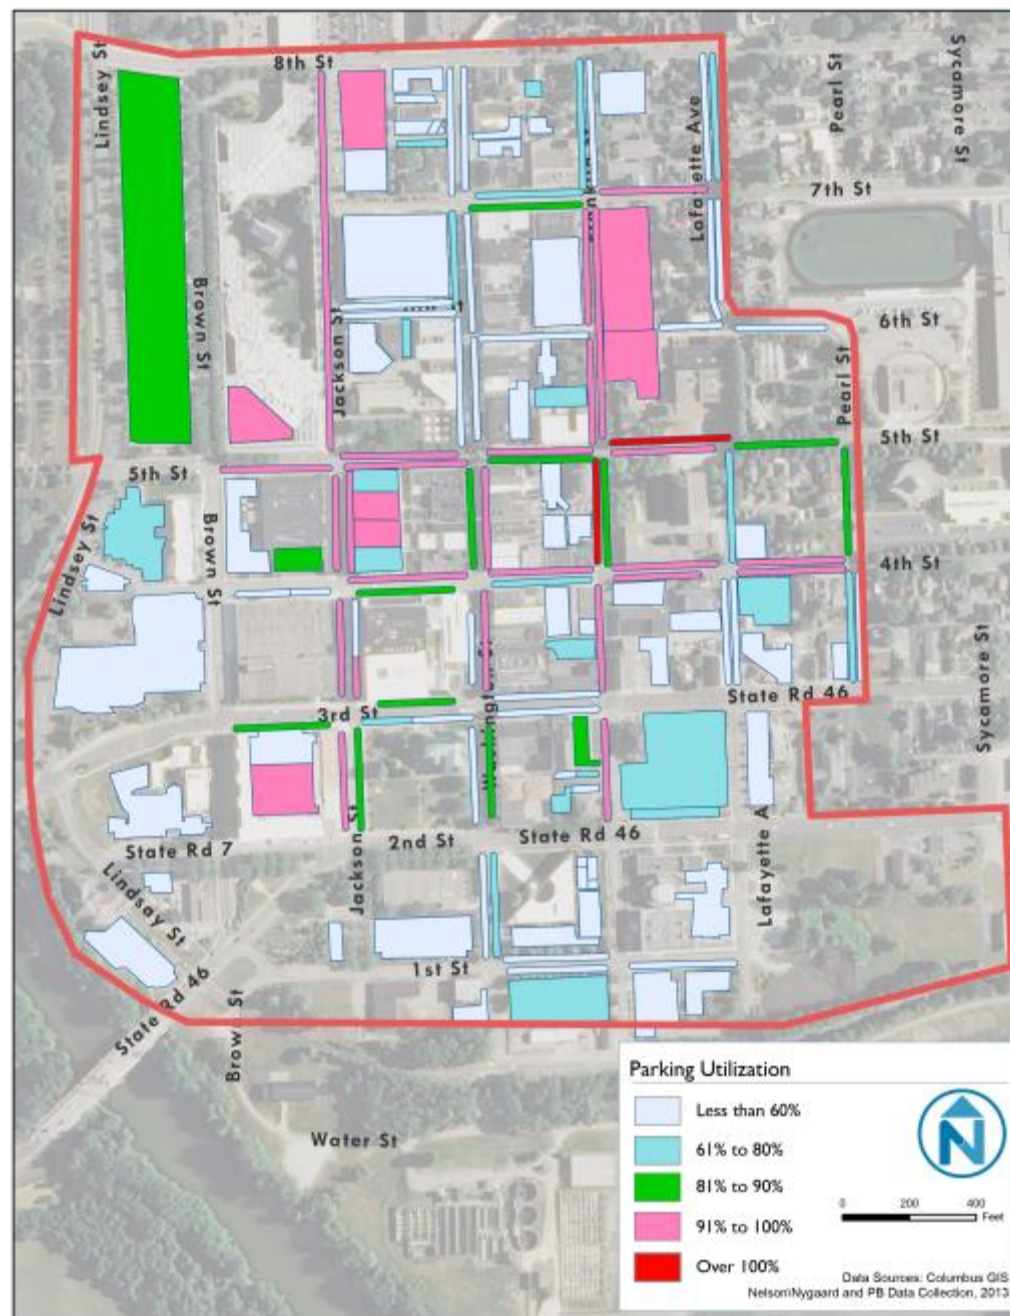 8th St
Lindsey St
Pearl St
Sycamore St
7th St
Lafayette Ave
Brown St
6th St
Jackson St
Pearl St
5th St
5th St
4th St
Brown St
Lindsey St
State Rd 46
Sycamore St
3rd St
State Rd 46
2nd St
State Rd 7
Jackson St
Lafayette A
Lindsay St
1st St
State Rd 46
Water St
Parking Utilization
Less than 60%
61% to 80%
81% to 90%
91% to 100%
Over 100%
N
0 200 400
Feet
Data Sources: Columbus GIS
Nelson\Nygaard and PB Data Collection, 2013